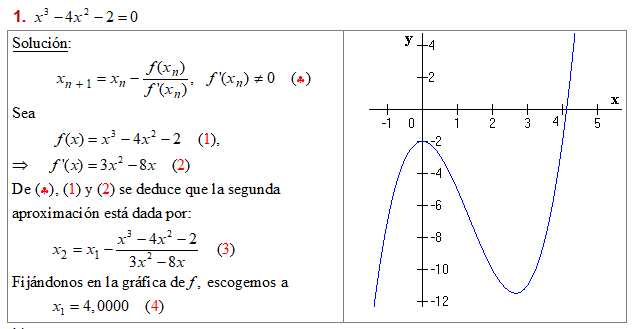 1. x³ − 4x² − 2 = 0
Solución:
xₙ₊₁ = xₙ − f(xₙ)/f'(xₙ), f'(xₙ) ≠ 0 (♣)
Sea
f(x) = x³ − 4x² − 2 (1),
⇒ f'(x) = 3x² − 8x (2)
De (♣), (1) y (2) se deduce que la segunda
aproximación está dada por:
x₂ = x₁ − (x³ − 4x² − 2)/(3x² − 8x) (3)
Fijándonos en la gráfica de f, escogemos a
x₁ = 4,0000 (4)
y
4
2
x
-1 0 1 2 3 4 5
-2
-4
-6
-8
-10
-12